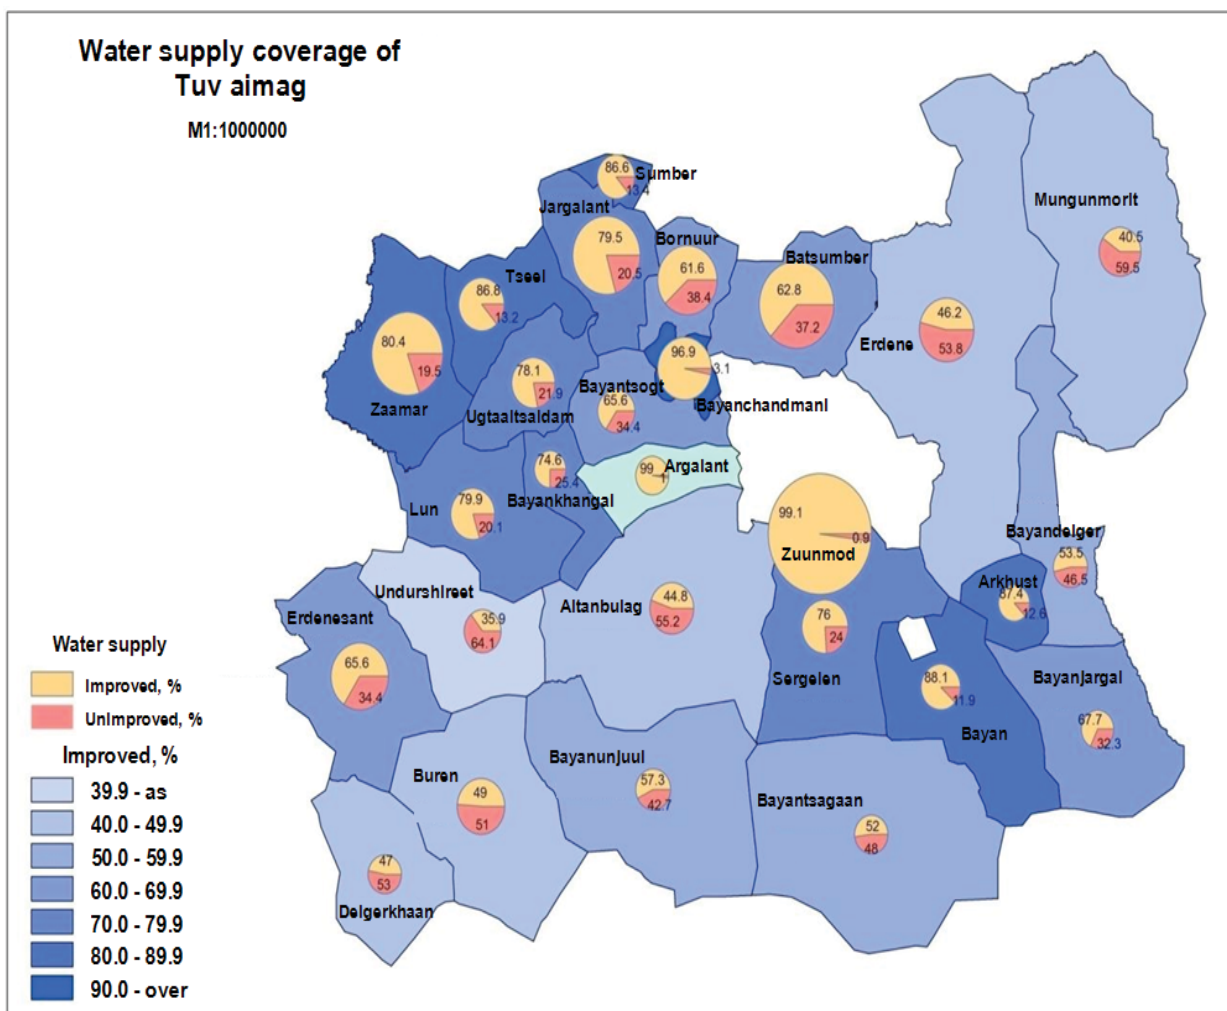 Water supply coverage of
Tuv aimag
M1:1000000
86.6
Sumber
13.4
Jargalant
79.5
20.5
Bornuur
61.6
38.4
Batsumber
62.8
37.2
Mungunmorit
40.5
59.5
Tseel
86.8
13.2
Erdene
46.2
53.8
80.4
19.5
Zaamar
78.1
21.9
Ugtaaltsaidam
Bayantsogt
65.6
34.4
96.9
3.1
Bayanchandmani
74.6
25.4
Bayankhangai
99
1
Argalant
Lun
79.9
20.1
99.1
0.9
Zuunmod
Bayandelger
53.5
46.5
Arkhust
87.4
12.6
Undurshireet
35.9
64.1
Altanbulag
44.8
55.2
Erdenesant
65.6
34.4
76
24
Sergelen
88.1
11.9
Bayan
Bayanjargal
67.7
32.3
Buren
49
51
Bayanunjuul
57.3
42.7
Bayantsagaan
52
48
47
53
Delgerkhaan
Water supply
Improved, %
Unimproved, %
Improved, %
39.9 - as
40.0 - 49.9
50.0 - 59.9
60.0 - 69.9
70.0 - 79.9
80.0 - 89.9
90.0 - over